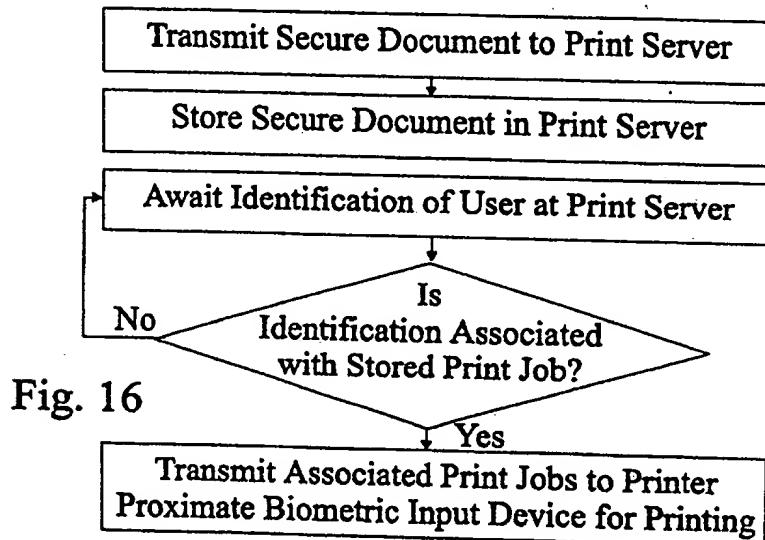 Transmit Secure Document to Print Server
Store Secure Document in Print Server
Await Identification of User at Print Server
Is
Identification Associated
with Stored Print Job?
No
Fig. 16
Yes
Transmit Associated Print Jobs to Printer
Proximate Biometric Input Device for Printing